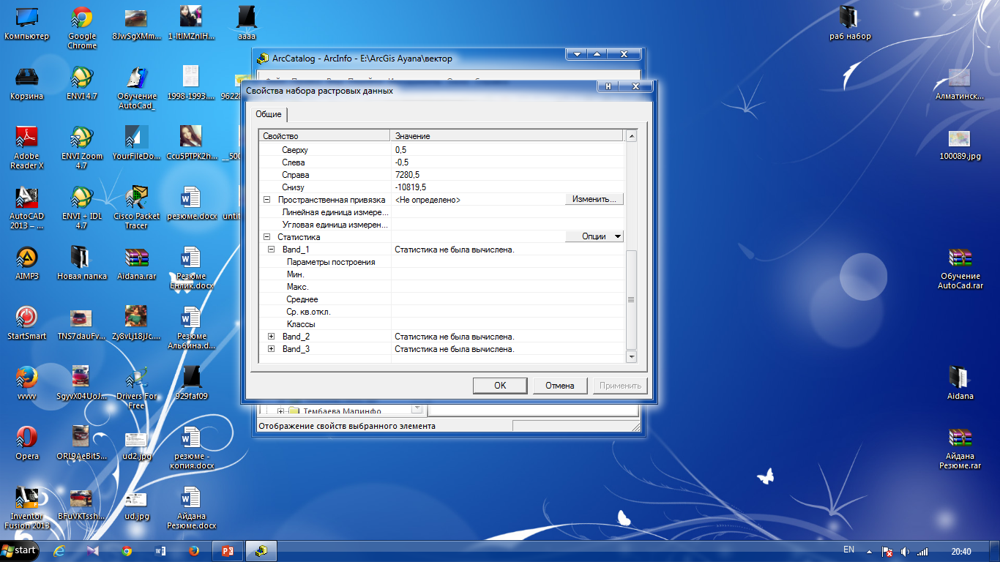 Компьютер
Google Chrome
8JwSgXMm...
1-ItIMZnIH...
aaaa
раб набор
Корзина
ENVI 4.7
Обучение AutoCad_
1998-1993....
9622
Алматинск...
Adobe Reader X
ENVI Zoom 4.7
YourFileDo...
Ccu5PTPK2h...
100089.jpg
AutoCAD 2013 – ...
ENVI + IDL 4.7
Cisco Packet Tracer
резюме.docx
untit
AIMP3
Новая папка
Aidana.rar
Резюме Енлик.docx
Обучение AutoCad.rar
StartSmart
TNS7dauFv...
Zy8vLj18jJc....
Резюме Альбина.d...
vvvv
SgyvX04UoJ...
Drivers For Free
929faf09
Aidana
Opera
ORL9AeBit5...
ud2.jpg
резюме - копия.docx
Айдана Резюме.rar
Inventor Fusion 2013
BFuVKTssh...
ud.jpg
Айдана Резюме.docx
ArcCatalog - ArcInfo - E:\ArcGis Ayana\вектор
Свойства набора растровых данных
Общие
Свойство Значение
Сверху 0,5
Слева -0,5
Справа 7280,5
Снизу -10819,5
Пространственная привязка <Не определено> Изменить...
Линейная единица измере...
Угловая единица измерен...
Статистика Опции
Band_1 Статистика не была вычислена.
Параметры построения
Мин.
Макс.
Среднее
Ср. кв.откл.
Классы
Band_2 Статистика не была вычислена.
Band_3 Статистика не была вычислена.
OK Отмена Применить
Тембаева Мапинфо
Отображение свойств выбранного элемента
start
EN
20:40